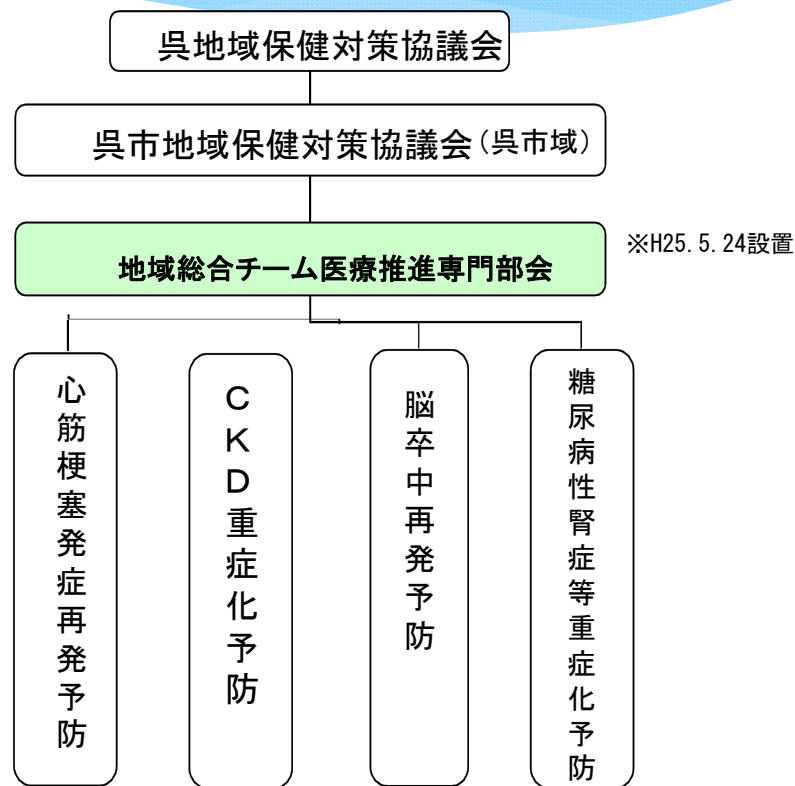 呉地域保健対策協議会
呉市地域保健対策協議会(呉市域)
地域総合チーム医療推進専門部会
※H25.5.24設置
心筋梗塞発症再発予防
CKD重症化予防
脳卒中再発予防
糖尿病性腎症等重症化予防